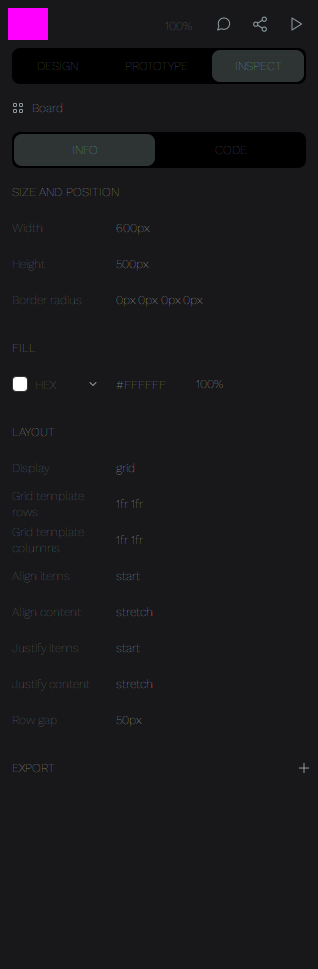 100%
DESIGN
PROTOTYPE
INSPECT
Board
INFO
CODE
SIZE AND POSITION
Width 600px
Height 500px
Border radius 0px 0px 0px 0px
FILL
HEX #FFFFFF 100%
LAYOUT
Display grid
Grid template
rows
1fr 1fr
Grid template
columns
1fr 1fr
Align items start
Align content stretch
Justify items start
Justify content stretch
Row gap 50px
EXPORT